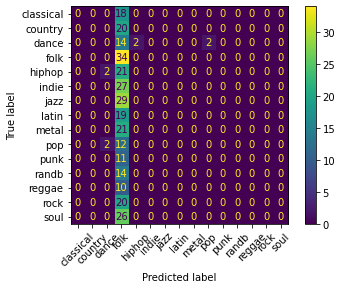 classical 0 0 0 18 0 0 0 0 0 0 0 0 0 0 0
country 0 0 0 20 0 0 0 0 0 0 0 0 0 0 0
dance 0 0 0 14 2 0 0 0 0 2 0 0 0 0 0
folk 0 0 0 34 0 0 0 0 0 0 0 0 0 0 0
hiphop 0 0 2 21 0 0 0 0 0 0 0 0 0 0 0
indie 0 0 0 27 0 0 0 0 0 0 0 0 0 0 0
jazz 0 0 0 29 0 0 0 0 0 0 0 0 0 0 0
latin 0 0 0 19 0 0 0 0 0 0 0 0 0 0 0
metal 0 0 0 21 0 0 0 0 0 0 0 0 0 0 0
pop 0 0 2 12 0 0 0 0 0 0 0 0 0 0 0
punk 0 0 0 11 0 0 0 0 0 0 0 0 0 0 0
randb 0 0 0 14 0 0 0 0 0 0 0 0 0 0 0
reggae 0 0 0 10 0 0 0 0 0 0 0 0 0 0 0
rock 0 0 0 20 0 0 0 0 0 0 0 0 0 0 0
soul 0 0 0 26 0 0 0 0 0 0 0 0 0 0 0
True label
classical country dance folk hiphop indie jazz latin metal pop punk randb reggae rock soul
Predicted label
30
25
20
15
10
5
0